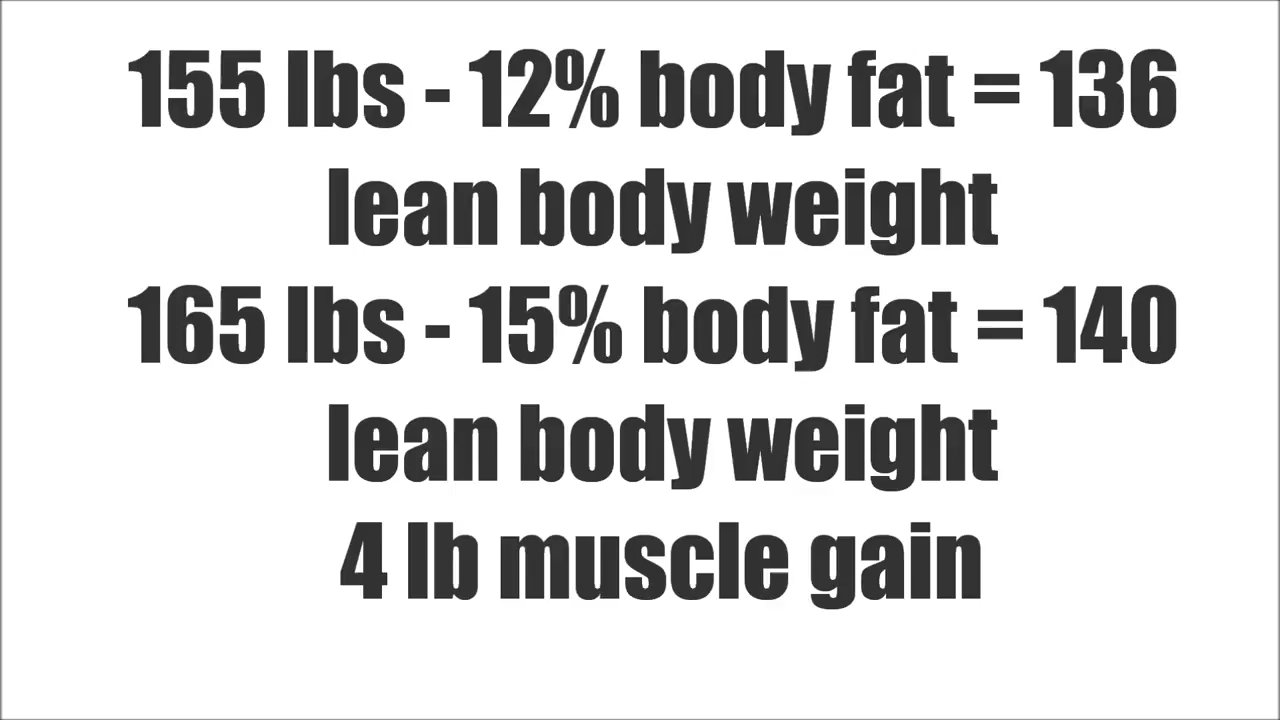 155 lbs - 12% body fat = 136
lean body weight
165 lbs - 15% body fat = 140
lean body weight
4 lb muscle gain